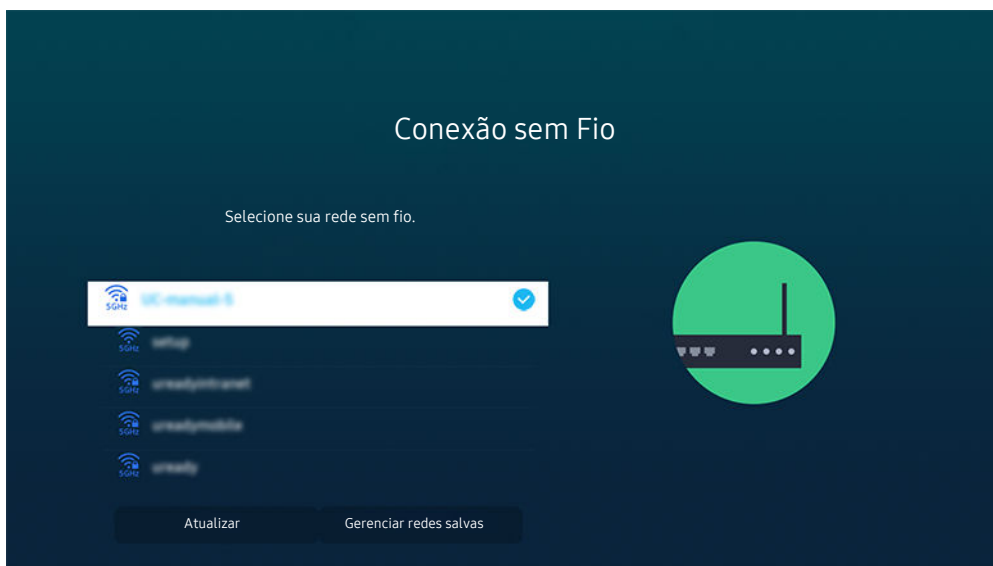 Conexão sem Fio
Selecione sua rede sem fio.
5GHz UC-manual-5
5GHz setup
5GHz ureadyintranet
5GHz ureadymobile
5GHz uready
Atualizar
Gerenciar redes salvas